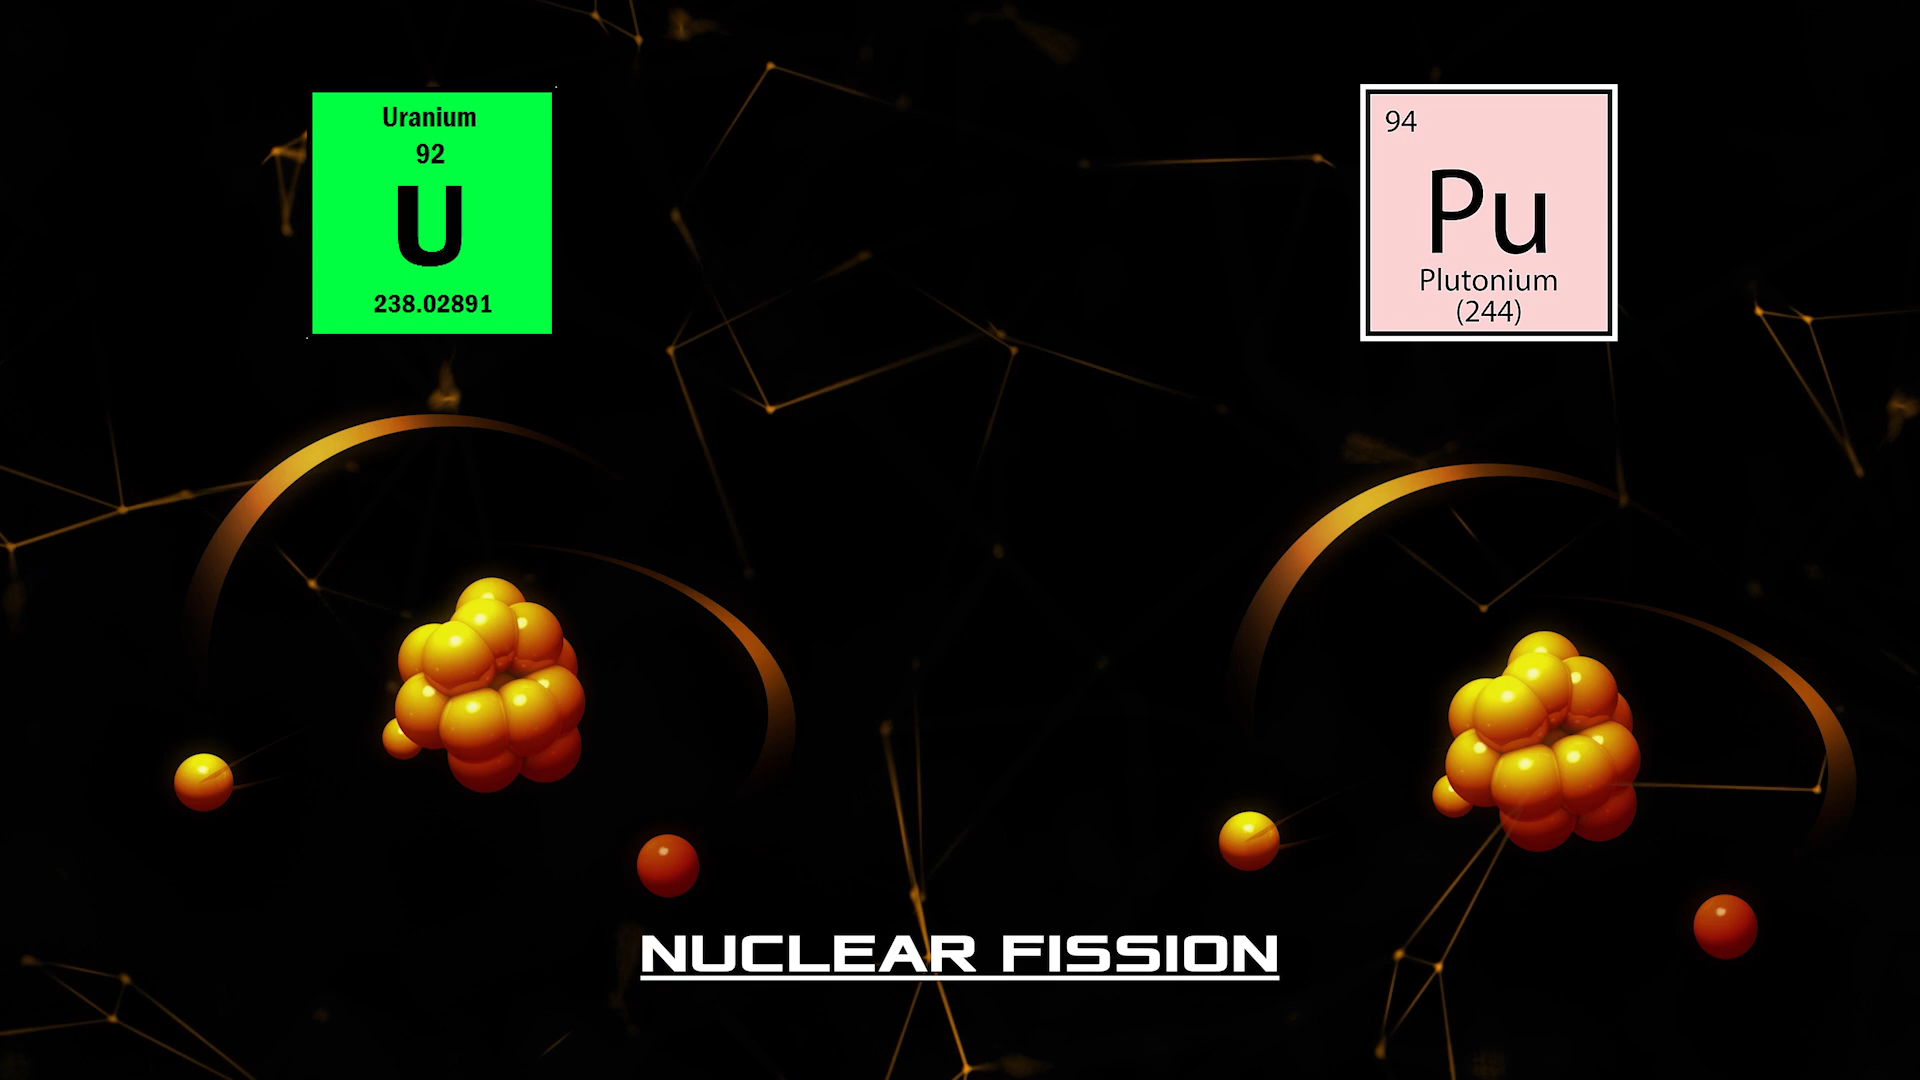 Uranium
92
U
238.02891
94
Pu
Plutonium
(244)
NUCLEAR FISSION